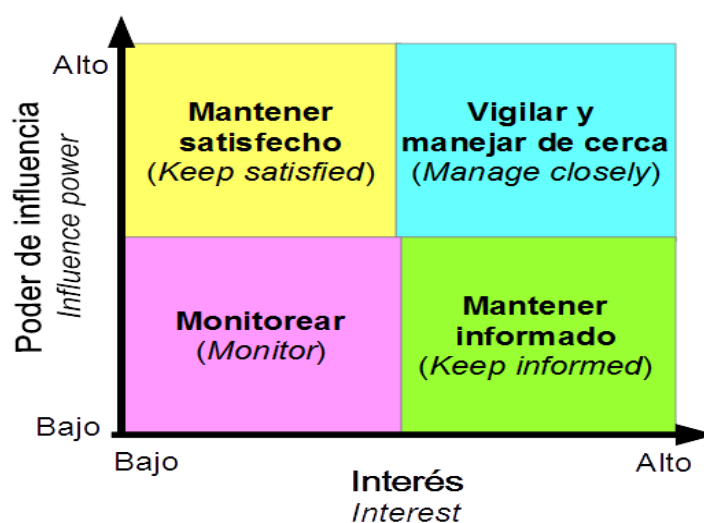 Alto
Poder de influencia
Influence power
Mantener
satisfecho
(Keep satisfied)
Vigilar y
manejar de cerca
(Manage closely)
Monitorear
(Monitor)
Mantener
informado
(Keep informed)
Bajo
Bajo
Alto
Interés
Interest